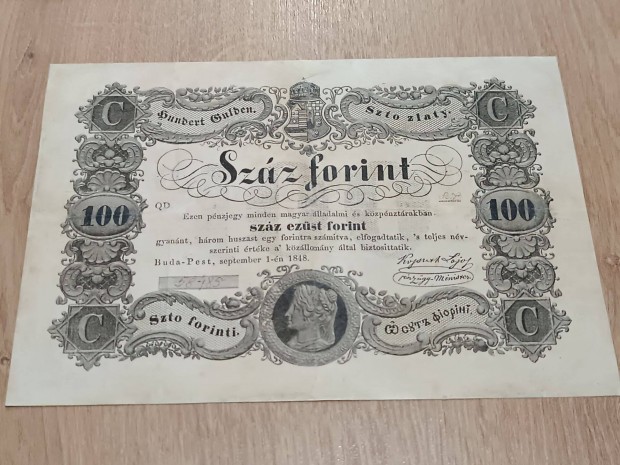 C
Hundert Gulden.
Szto zlaty.
C
Száz forint
QD
100
100
Ezen pénzjegy minden magyar álladalmi és közpénztárakban
száz ezüst forint
gyanánt, három huszast egy forintra számítva, elfogadtatik, 's teljes név-
szerinti értéke a' közállomány által biztosittatik.
Buda-Pest, september 1-én 1848.
Kossuth Lajos
pénzügy-Minister
C
Szto forinti.
C